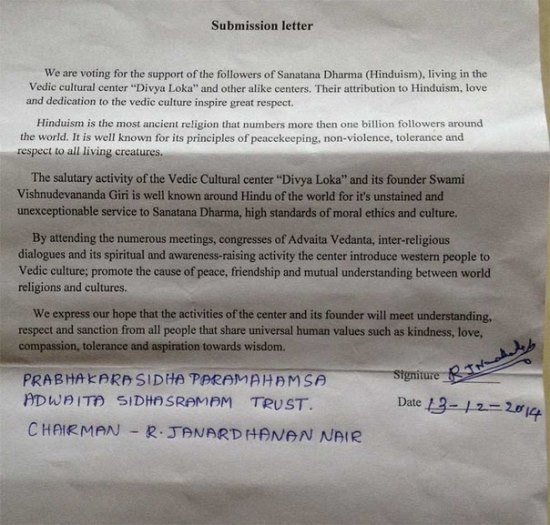 Submission letter
We are voting for the support of the followers of Sanatana Dharma (Hinduism), living in the
Vedic cultural center “Divya Loka” and other alike centers. Their attribution to Hinduism, love
and dedication to the vedic culture inspire great respect.
Hinduism is the most ancient religion that numbers more then one billion followers around
the world. It is well known for its principles of peacekeeping, non-violence, tolerance and
respect to all living creatures.
The salutary activity of the Vedic Cultural center “Divya Loka” and its founder Swami
Vishnudevananda Giri is well known around Hindu of the world for it's unstained and
unexceptionable service to Sanatana Dharma, high standards of moral ethics and culture.
By attending the numerous meetings, congresses of Advaita Vedanta, inter-religious
dialogues and its spiritual and awareness-raising activity the center introduce western people to
Vedic culture; promote the cause of peace, friendship and mutual understanding between world
religions and cultures.
We express our hope that the activities of the center and its founder will meet understanding,
respect and sanction from all people that share universal human values such as kindness, love,
compassion, tolerance and aspiration towards wisdom.
PRABHAKARA SIDHA PARAMAHAMSA
ADWAITA SIDHASRAMAM TRUST.
CHAIRMAN - R. JANARDHANAN NAIR
Signiture
Date 13-12-2014